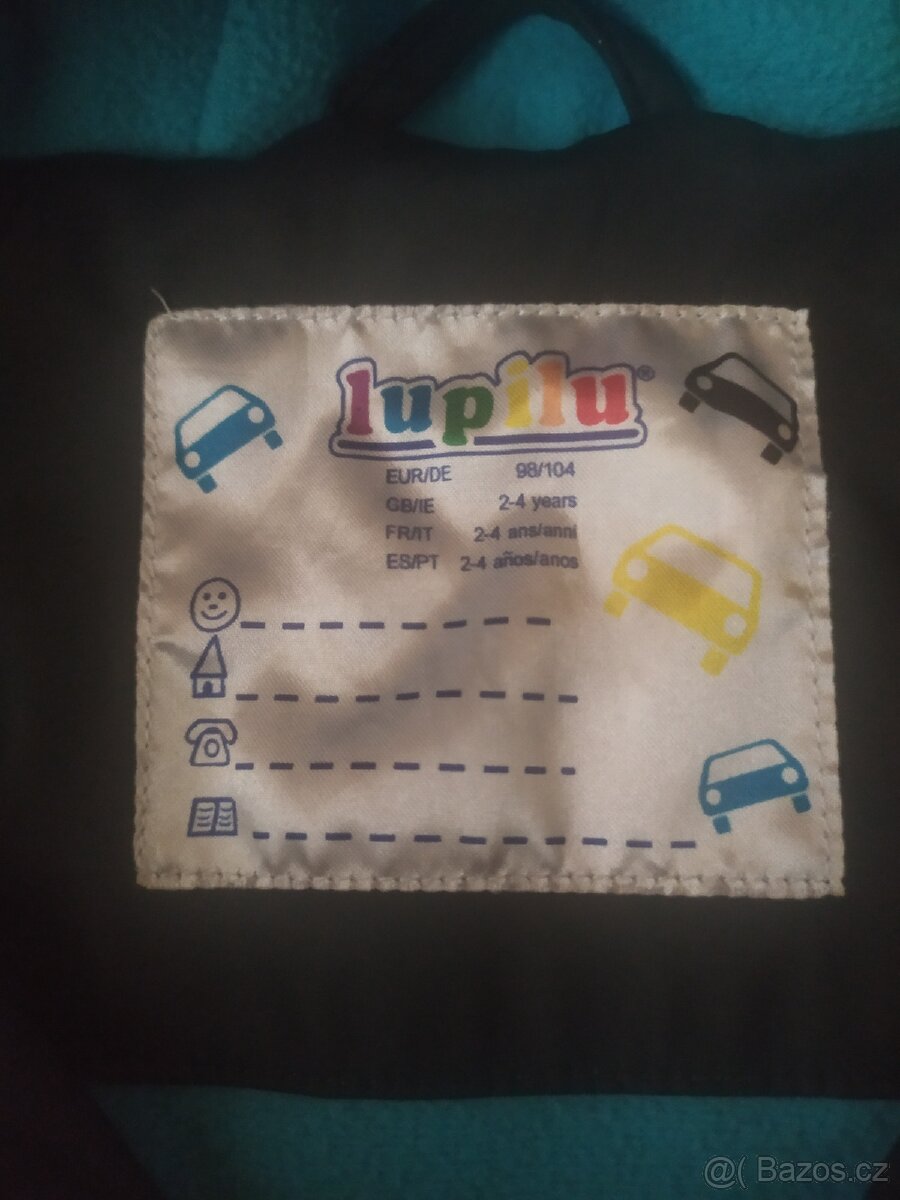 lupilu®
EUR/DE 98/104
GB/IE 2-4 years
FR/IT 2-4 ans/anni
ES/PT 2-4 años/anos
@( Bazos.cz